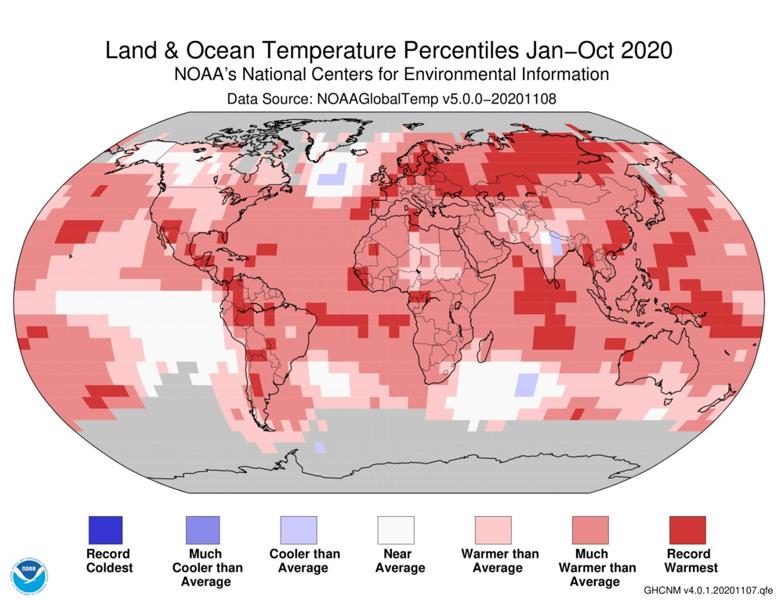 Land & Ocean Temperature Percentiles Jan–Oct 2020
NOAA's National Centers for Environmental Information
Data Source: NOAAGlobalTemp v5.0.0–20201108
Record
Coldest
Much
Cooler than
Average
Cooler than
Average
Near
Average
Warmer than
Average
Much
Warmer than
Average
Record
Warmest
NOAA
GHCNM v4.0.1.20201107.qfe